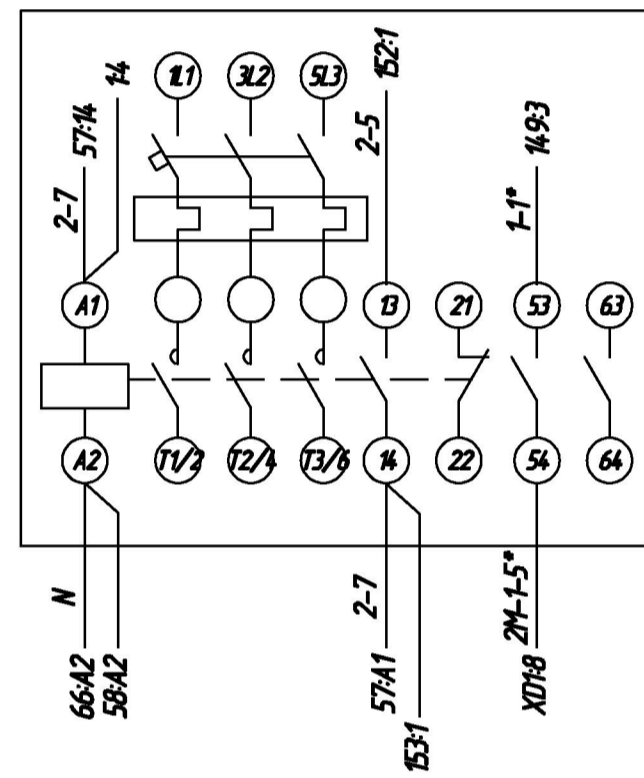 2-7
57:14
1:4
1L1
3L2
5L3
2-5
152:1
1-1*
149:3
A1
13
21
53
63
A2
T1/2
T2/4
T3/6
14
22
54
64
N
66:A2
58:A2
2-7
57:A1
153:1
2M-1-5*
XD1:8